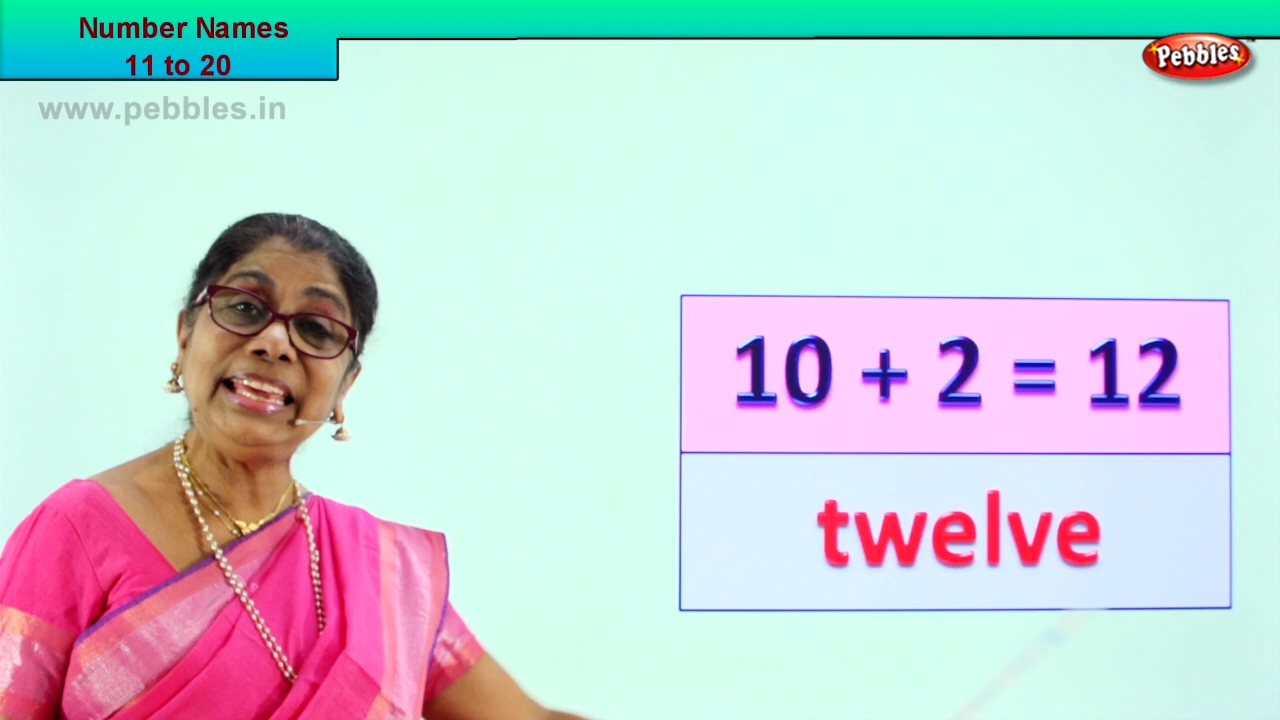 Number Names
11 to 20
www.pebbles.in
Pebbles
10 + 2 = 12
twelve